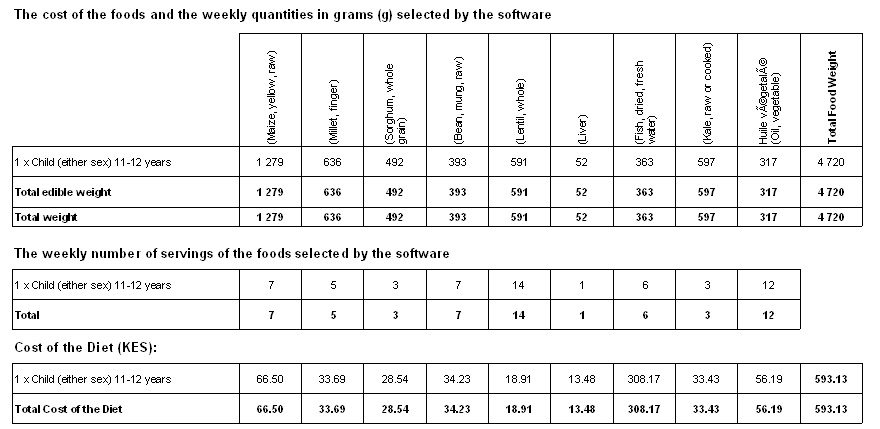 The cost of the foods and the weekly quantities in grams (g) selected by the software
(Maize, yellow, raw)
(Millet, finger)
(Sorghum, whole
grain)
(Bean, mung, raw)
(Lentil, whole)
(Liver)
(Fish, dried, fresh
water)
(Kale, raw or cooked)
Huile vÃ©getalÃ©
(Oil, vegetable)
Total Food Weight
1 x Child (either sex) 11-12 years 1 279 636 492 393 591 52 363 597 317 4 720
Total edible weight 1 279 636 492 393 591 52 363 597 317 4 720
Total weight 1 279 636 492 393 591 52 363 597 317 4 720
The weekly number of servings of the foods selected by the software
1 x Child (either sex) 11-12 years 7 5 3 7 14 1 6 3 12
Total 7 5 3 7 14 1 6 3 12
Cost of the Diet (KES):
1 x Child (either sex) 11-12 years 66.50 33.69 28.54 34.23 18.91 13.48 308.17 33.43 56.19 593.13
Total Cost of the Diet 66.50 33.69 28.54 34.23 18.91 13.48 308.17 33.43 56.19 593.13